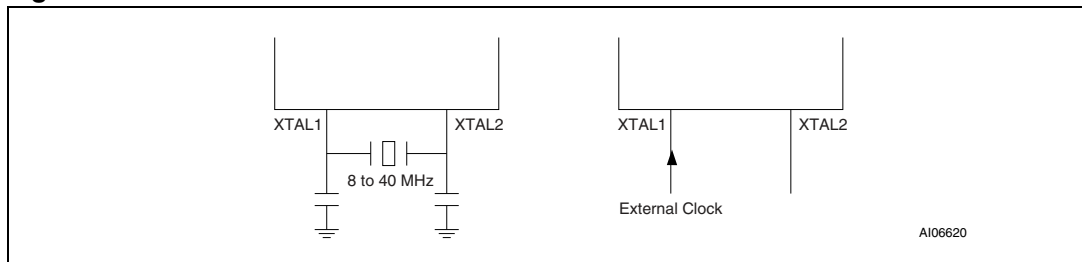 XTAL1 XTAL2
8 to 40 MHz
XTAL1 XTAL2
External Clock
AI06620